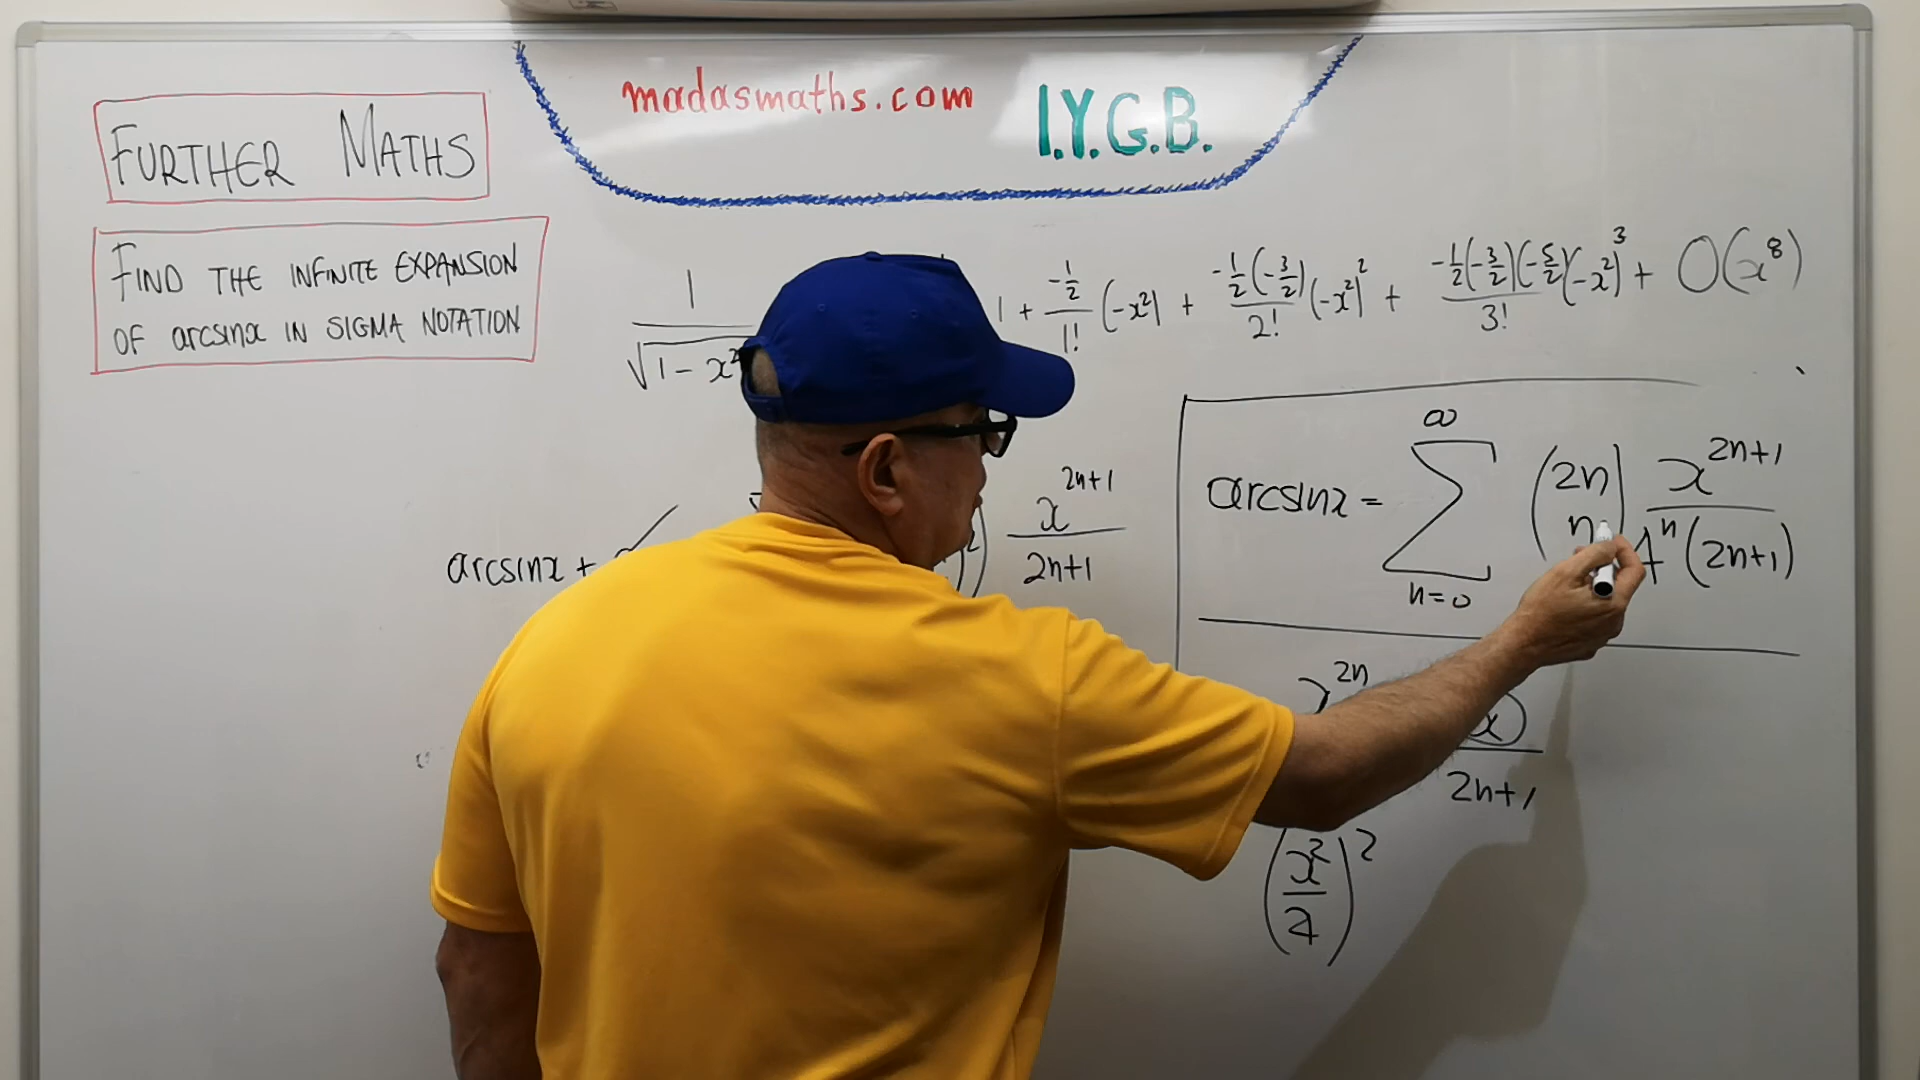 madasmaths.com I.Y.G.B.
FURTHER MATHS
FIND THE INFINITE EXPANSION
OF arcsinx IN SIGMA NOTATION
1/√(1-x² 1 + (-1/2)/1! (-x²) + (-1/2(-3/2))/2! (-x²)² + (-1/2(-3/2)(-5/2))/3! (-x²)³ + O(x⁸)
arcsinx + x^(2n+1)/(2n+1)
arcsinx = ∑_(n=0)^∞ (2n n) x^(2n+1)/(4^n (2n+1))
x^(2n) x/(2n+1)
(x²/4)²